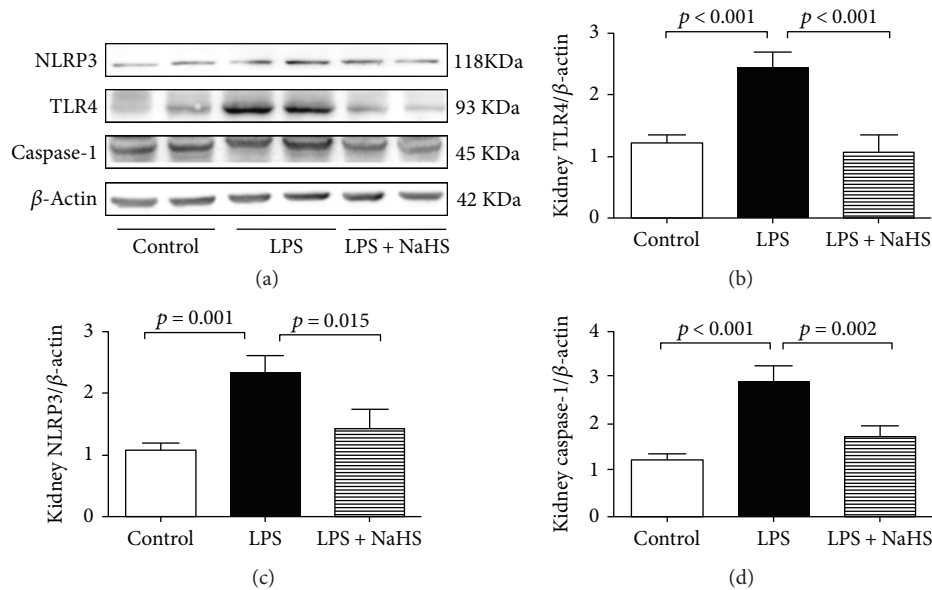 NLRP3
118KDa
TLR4
93 KDa
Caspase-1
45 KDa
β-Actin
42 KDa
Control
LPS
LPS + NaHS
(a)
Kidney TLR4/β-actin
3
2
1
0
p < 0.001
p < 0.001
Control
LPS
LPS + NaHS
(b)
Kidney NLRP3/β-actin
3
2
1
0
p = 0.001
p = 0.015
Control
LPS
LPS + NaHS
(c)
Kidney caspase-1/β-actin
4
3
2
1
0
p < 0.001
p = 0.002
Control
LPS
LPS + NaHS
(d)